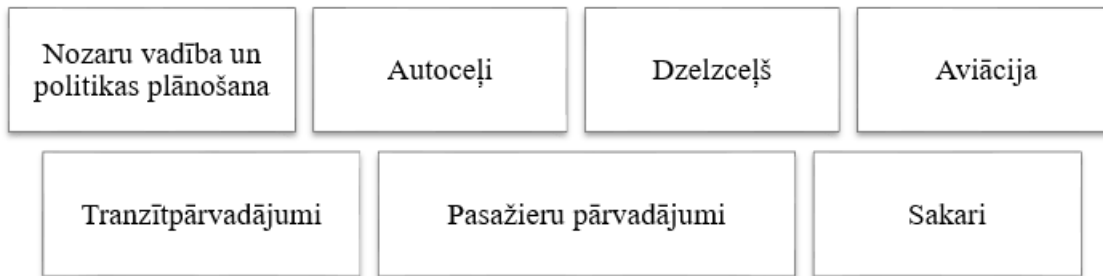 Nozaru vadība un
politikas plānošana
Autoceļi
Dzelzceļš
Aviācija
Tranzītpārvadājumi
Pasažieru pārvadājumi
Sakari